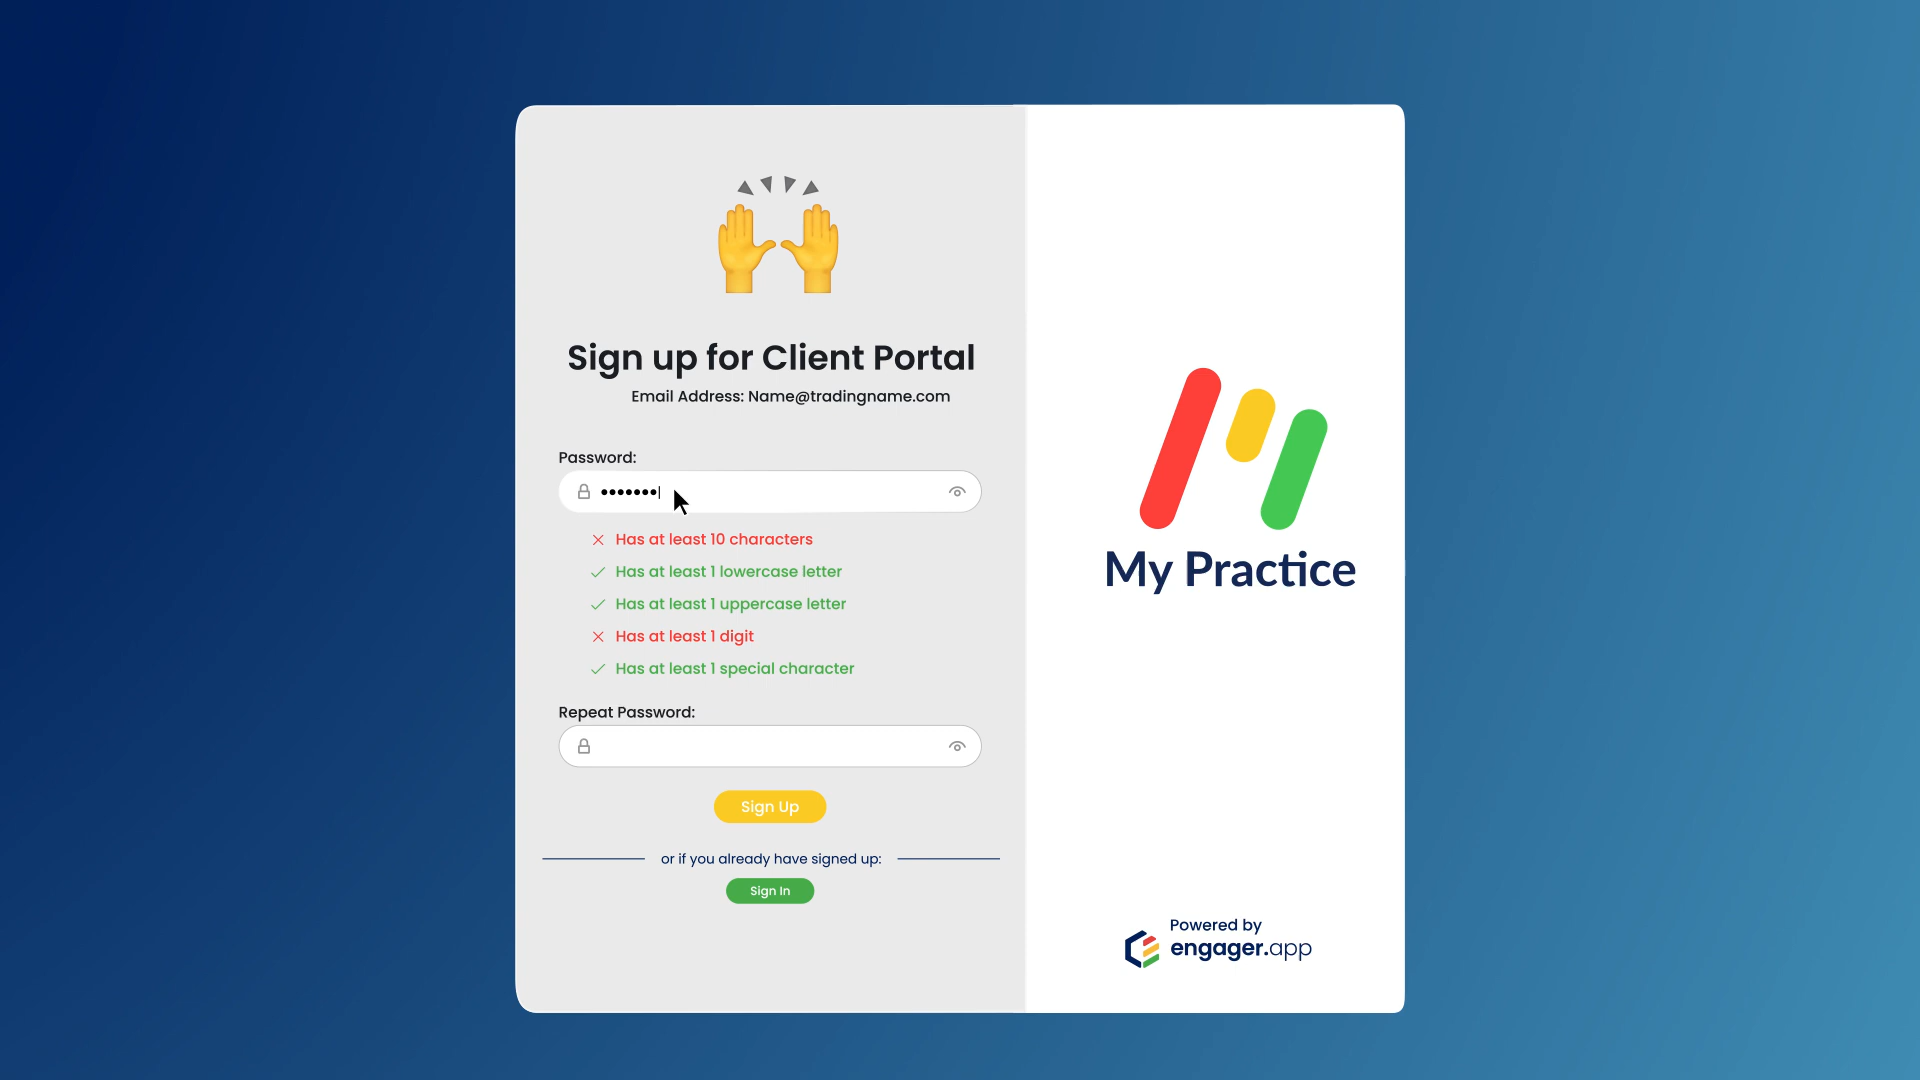 Sign up for Client Portal
Email Address: Name@tradingname.com
Password:
•••••••
Has at least 10 characters
Has at least 1 lowercase letter
Has at least 1 uppercase letter
Has at least 1 digit
Has at least 1 special character
Repeat Password:
Sign Up
or if you already have signed up:
Sign In
My Practice
Powered by
engager.app